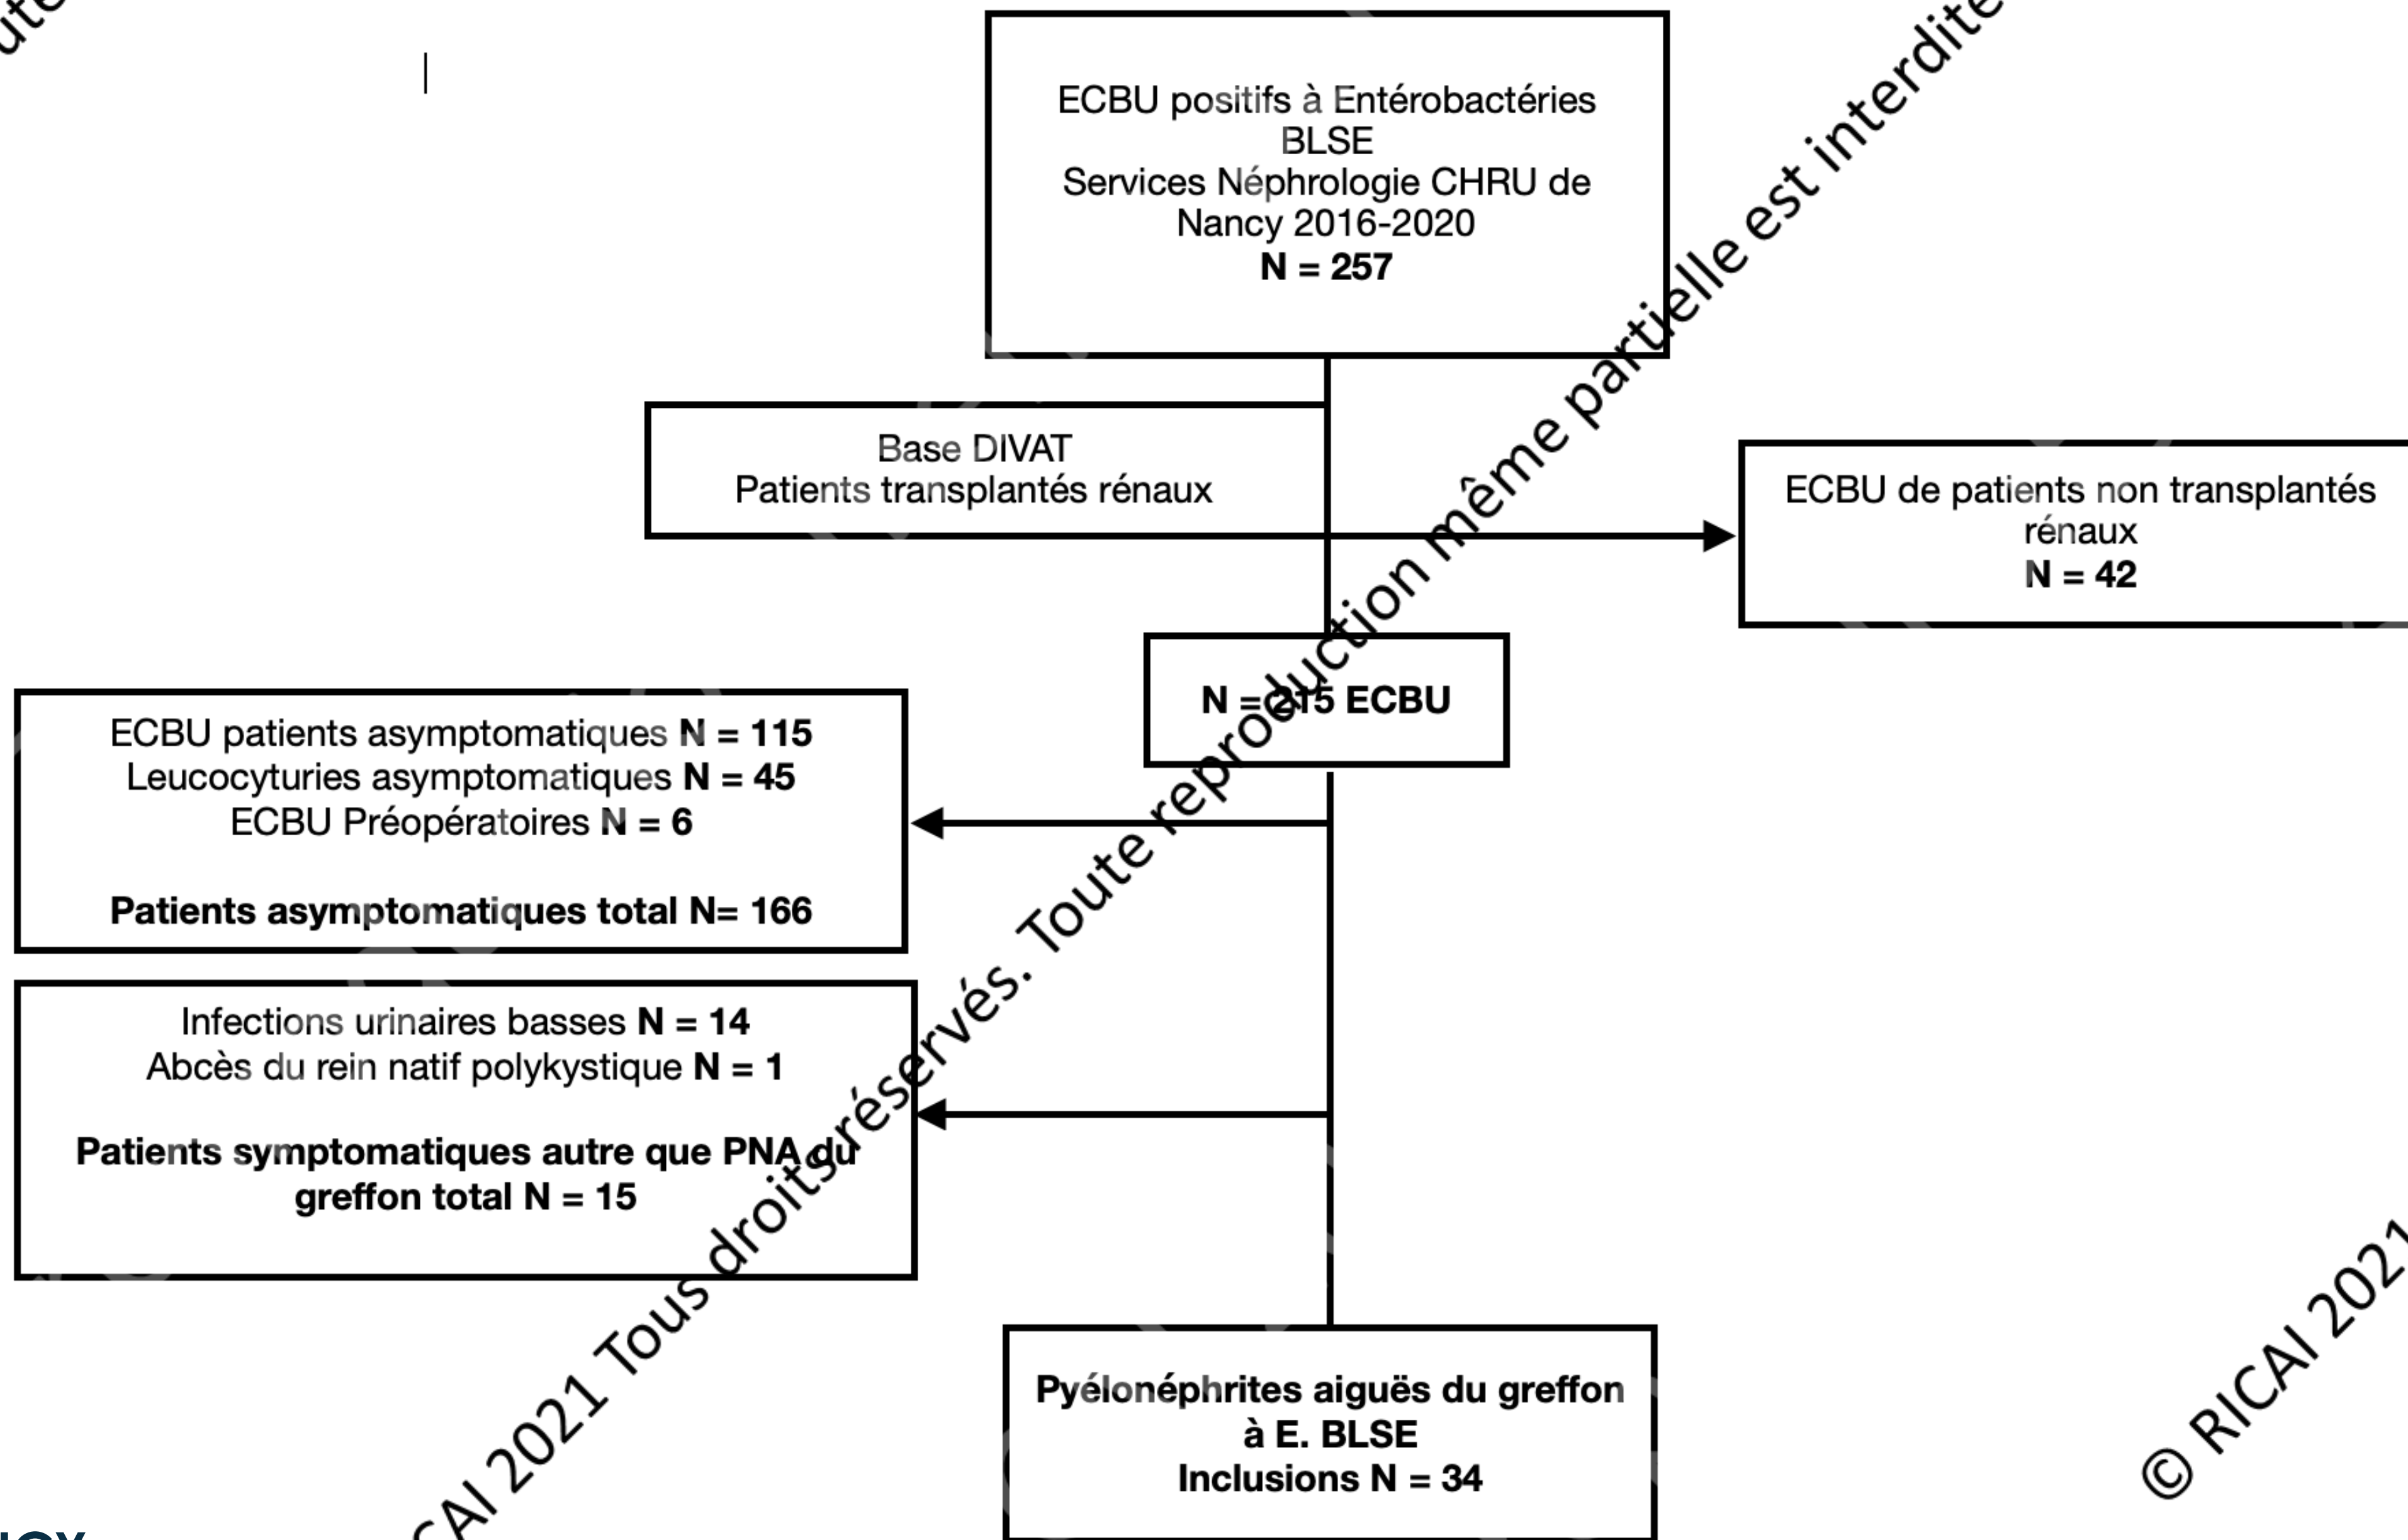 ECBU positifs à Entérobactéries
BLSE
Services Néphrologie CHRU de
Nancy 2016-2020
N = 257
Base DIVAT
Patients transplantés rénaux
ECBU de patients non transplantés
rénaux
N = 42
N = 215 ECBU
ECBU patients asymptomatiques N = 115
Leucocyturies asymptomatiques N = 45
ECBU Préopératoires N = 6
Patients asymptomatiques total N= 166
Infections urinaires basses N = 14
Abcès du rein natif polykystique N = 1
Patients symptomatiques autre que PNA du
greffon total N = 15
Pyélonéphrites aiguës du greffon
à E. BLSE
Inclusions N = 34
CAI 2021 Tous droits réservés. Toute reproduction même partielle est interdite
© RICAI 2021